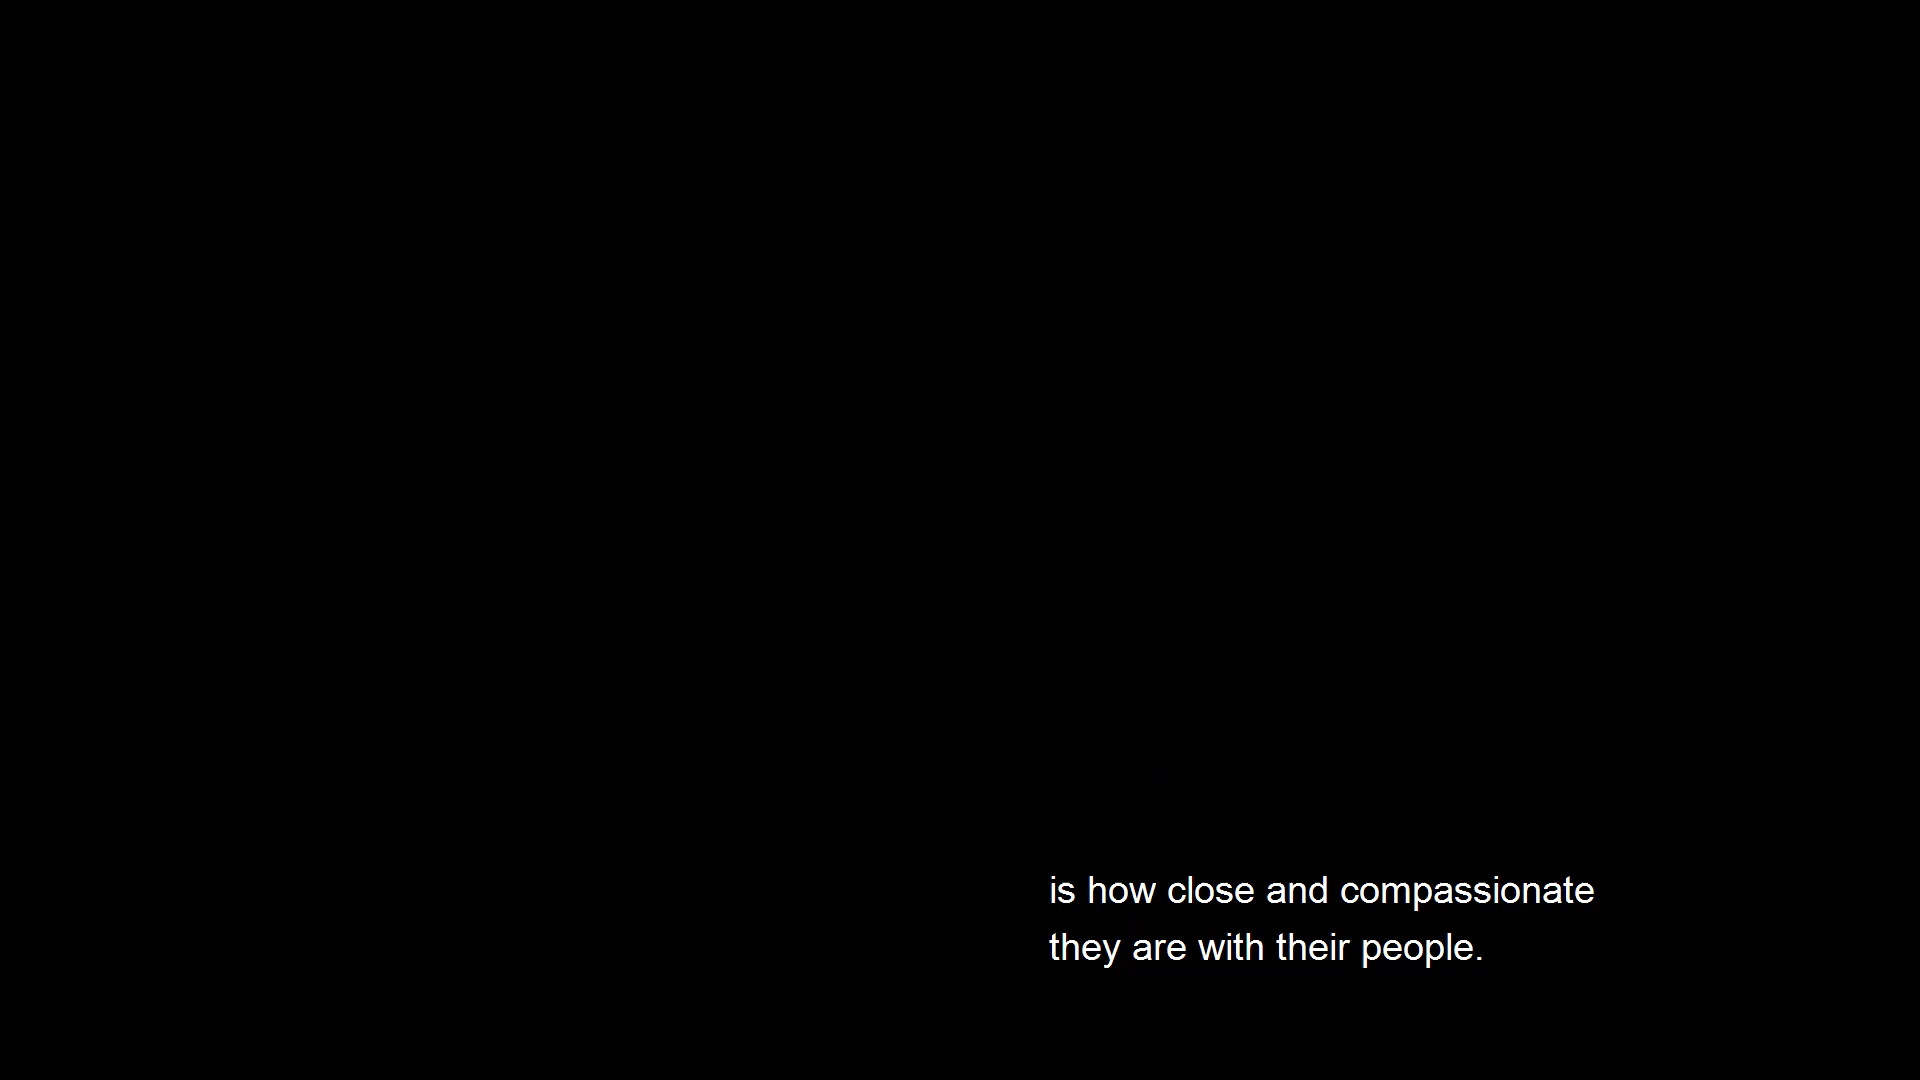 is how close and compassionate
they are with their people.